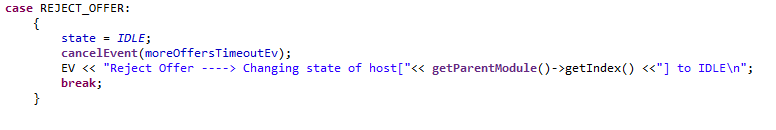 case REJECT_OFFER:
{
state = IDLE;
cancelEvent(moreOffersTimeoutEv);
EV << "Reject Offer ----> Changing state of host["<< getParentModule()->getIndex() <<"] to IDLE\n";
break;
}